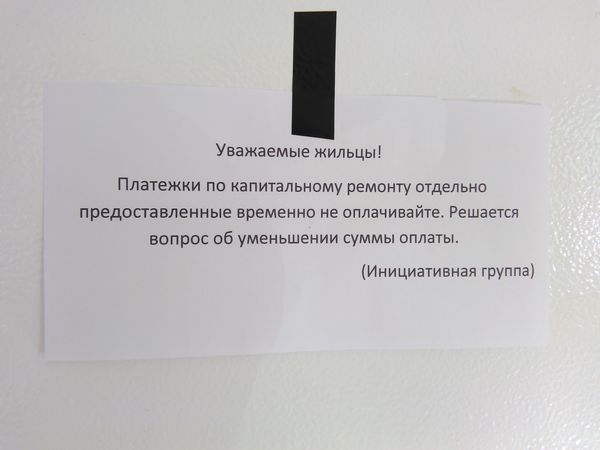 Уважаемые жильцы!
Платежки по капитальному ремонту отдельно
предоставленные временно не оплачивайте. Решается
вопрос об уменьшении суммы оплаты.
(Инициативная группа)